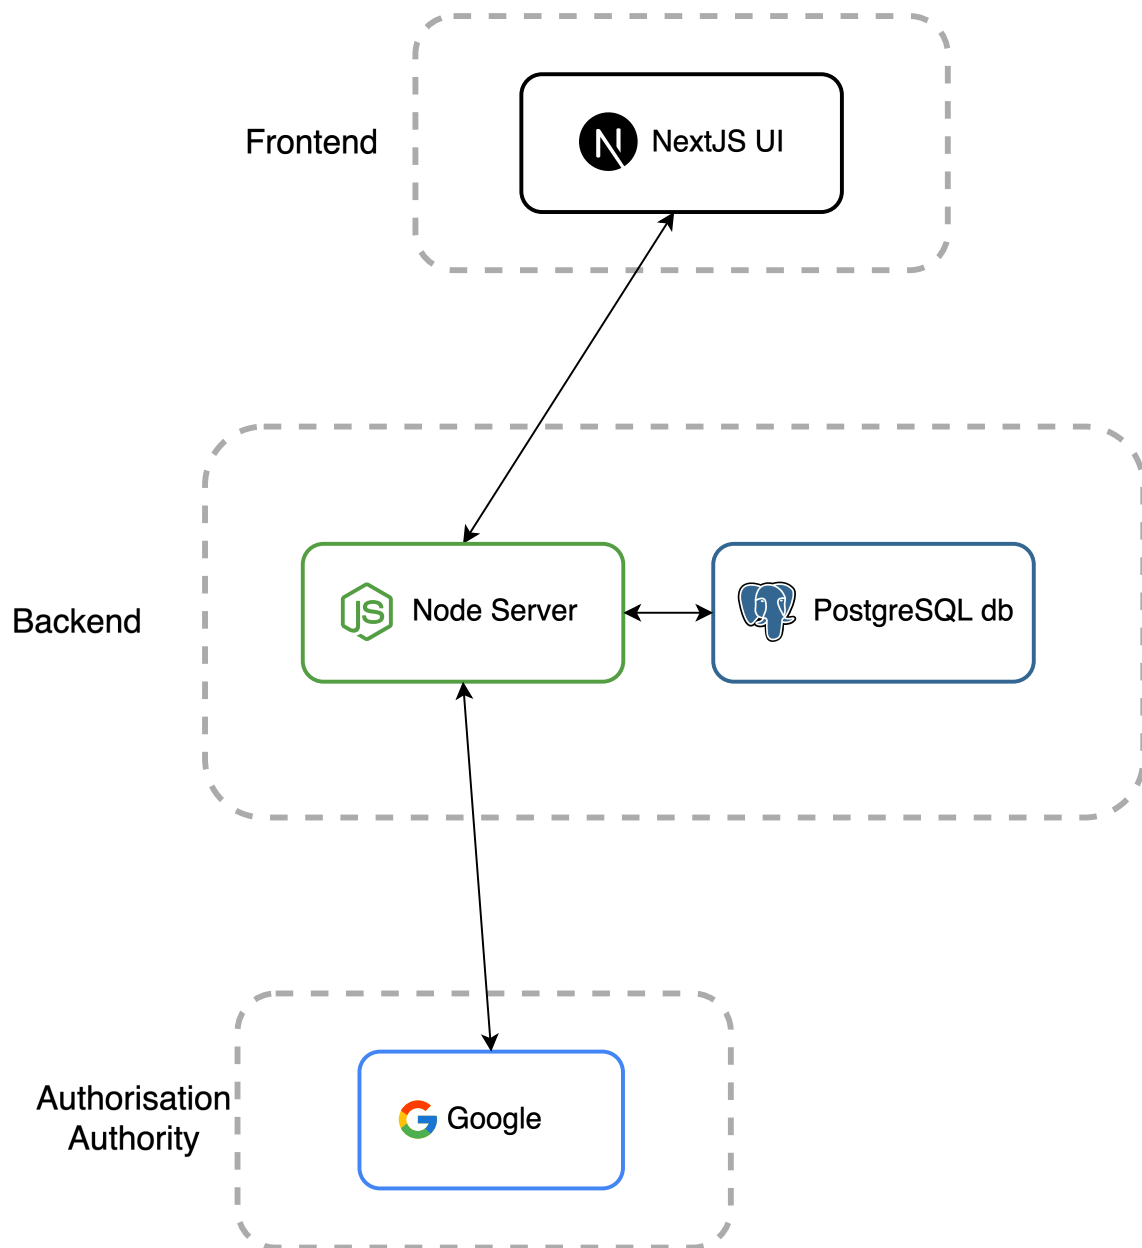 Frontend
NextJS UI
Backend
Node Server
PostgreSQL db
Authorisation
Authority
Google